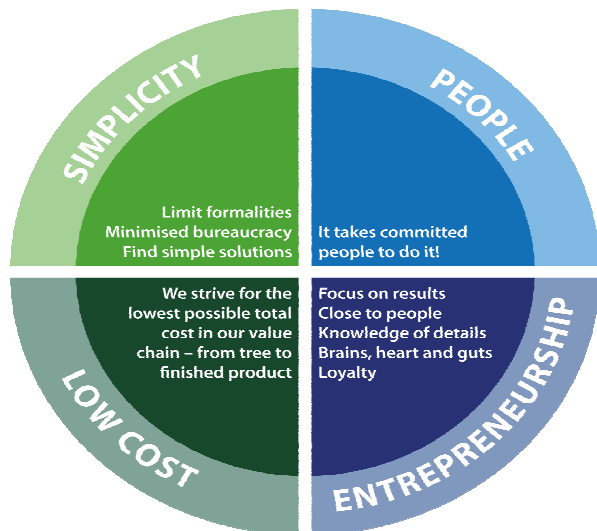 SIMPLICITY
Limit formalities
Minimised bureaucracy
Find simple solutions
PEOPLE
It takes committed
people to do it!
We strive for the
lowest possible total
cost in our value
chain – from tree to
finished product
LOW COST
Focus on results
Close to people
Knowledge of details
Brains, heart and guts
Loyalty
ENTREPRENEURSHIP